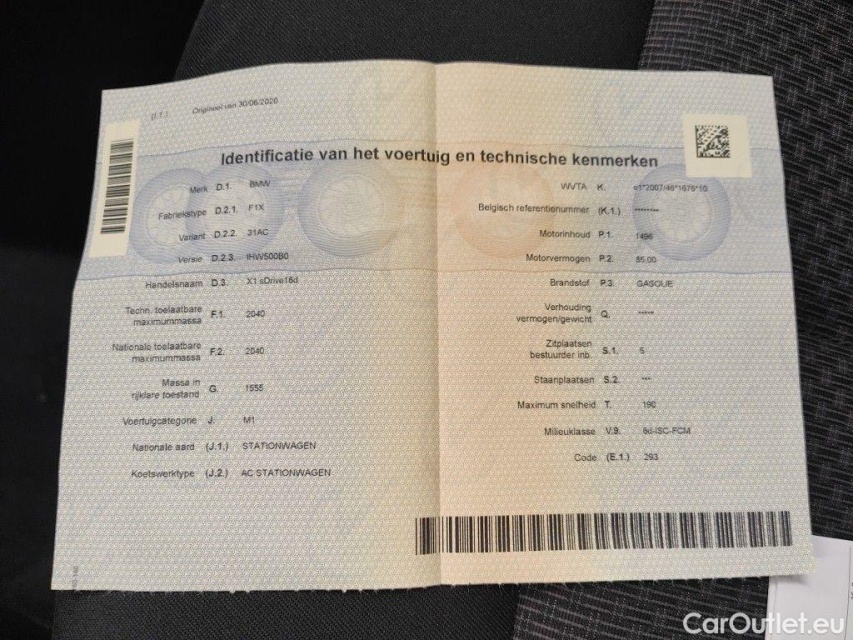 (I.1.) Origineel van 30/06/2020
Identificatie van het voertuig en technische kenmerken
Merk D.1. BMW
Fabriekstype D.2.1. F1X
Variant D.2.2. 31AC
Versie D.2.3. IHW500B0
Handelsnaam D.3. X1 sDrive16d
Techn. toelaatbare
maximummassa F.1. 2040
Nationale toelaatbare
maximummassa F.2. 2040
Massa in
rijklare toestand G. 1555
Voertuigcategorie J. M1
Nationale aard (J.1.) STATIONWAGEN
Koetswerktype (J.2.) AC STATIONWAGEN
WVTA K. e1*2007/46*1676*10
Belgisch referentienummer (K.1.) --------
Motorinhoud P.1. 1496
Motorvermogen P.2. 85.00
Brandstof P.3. GASOLIE
Verhouding
vermogen/gewicht Q. -----
Zitplaatsen
bestuurder inb. S.1. 5
Staanplaatsen S.2. ---
Maximum snelheid T. 190
Milieuklasse V.9. 6d-ISC-FCM
Code (E.1.) 293
CarOutlet.eu